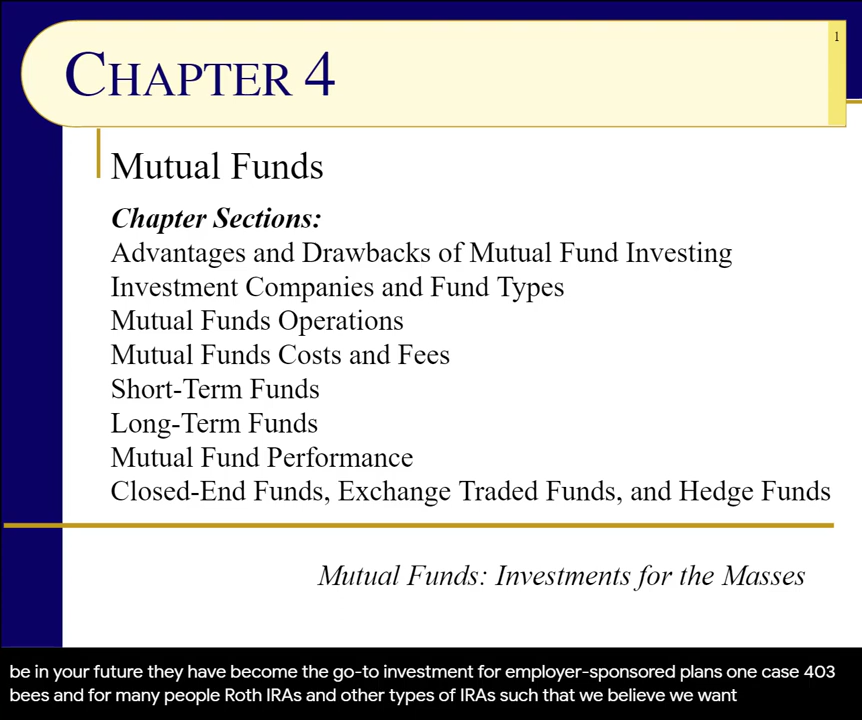 1
CHAPTER 4
Mutual Funds
Chapter Sections:
Advantages and Drawbacks of Mutual Fund Investing
Investment Companies and Fund Types
Mutual Funds Operations
Mutual Funds Costs and Fees
Short-Term Funds
Long-Term Funds
Mutual Fund Performance
Closed-End Funds, Exchange Traded Funds, and Hedge Funds
Mutual Funds: Investments for the Masses
be in your future they have become the go-to investment for employer-sponsored plans one case 403
bees and for many people Roth IRAs and other types of IRAs such that we believe we want